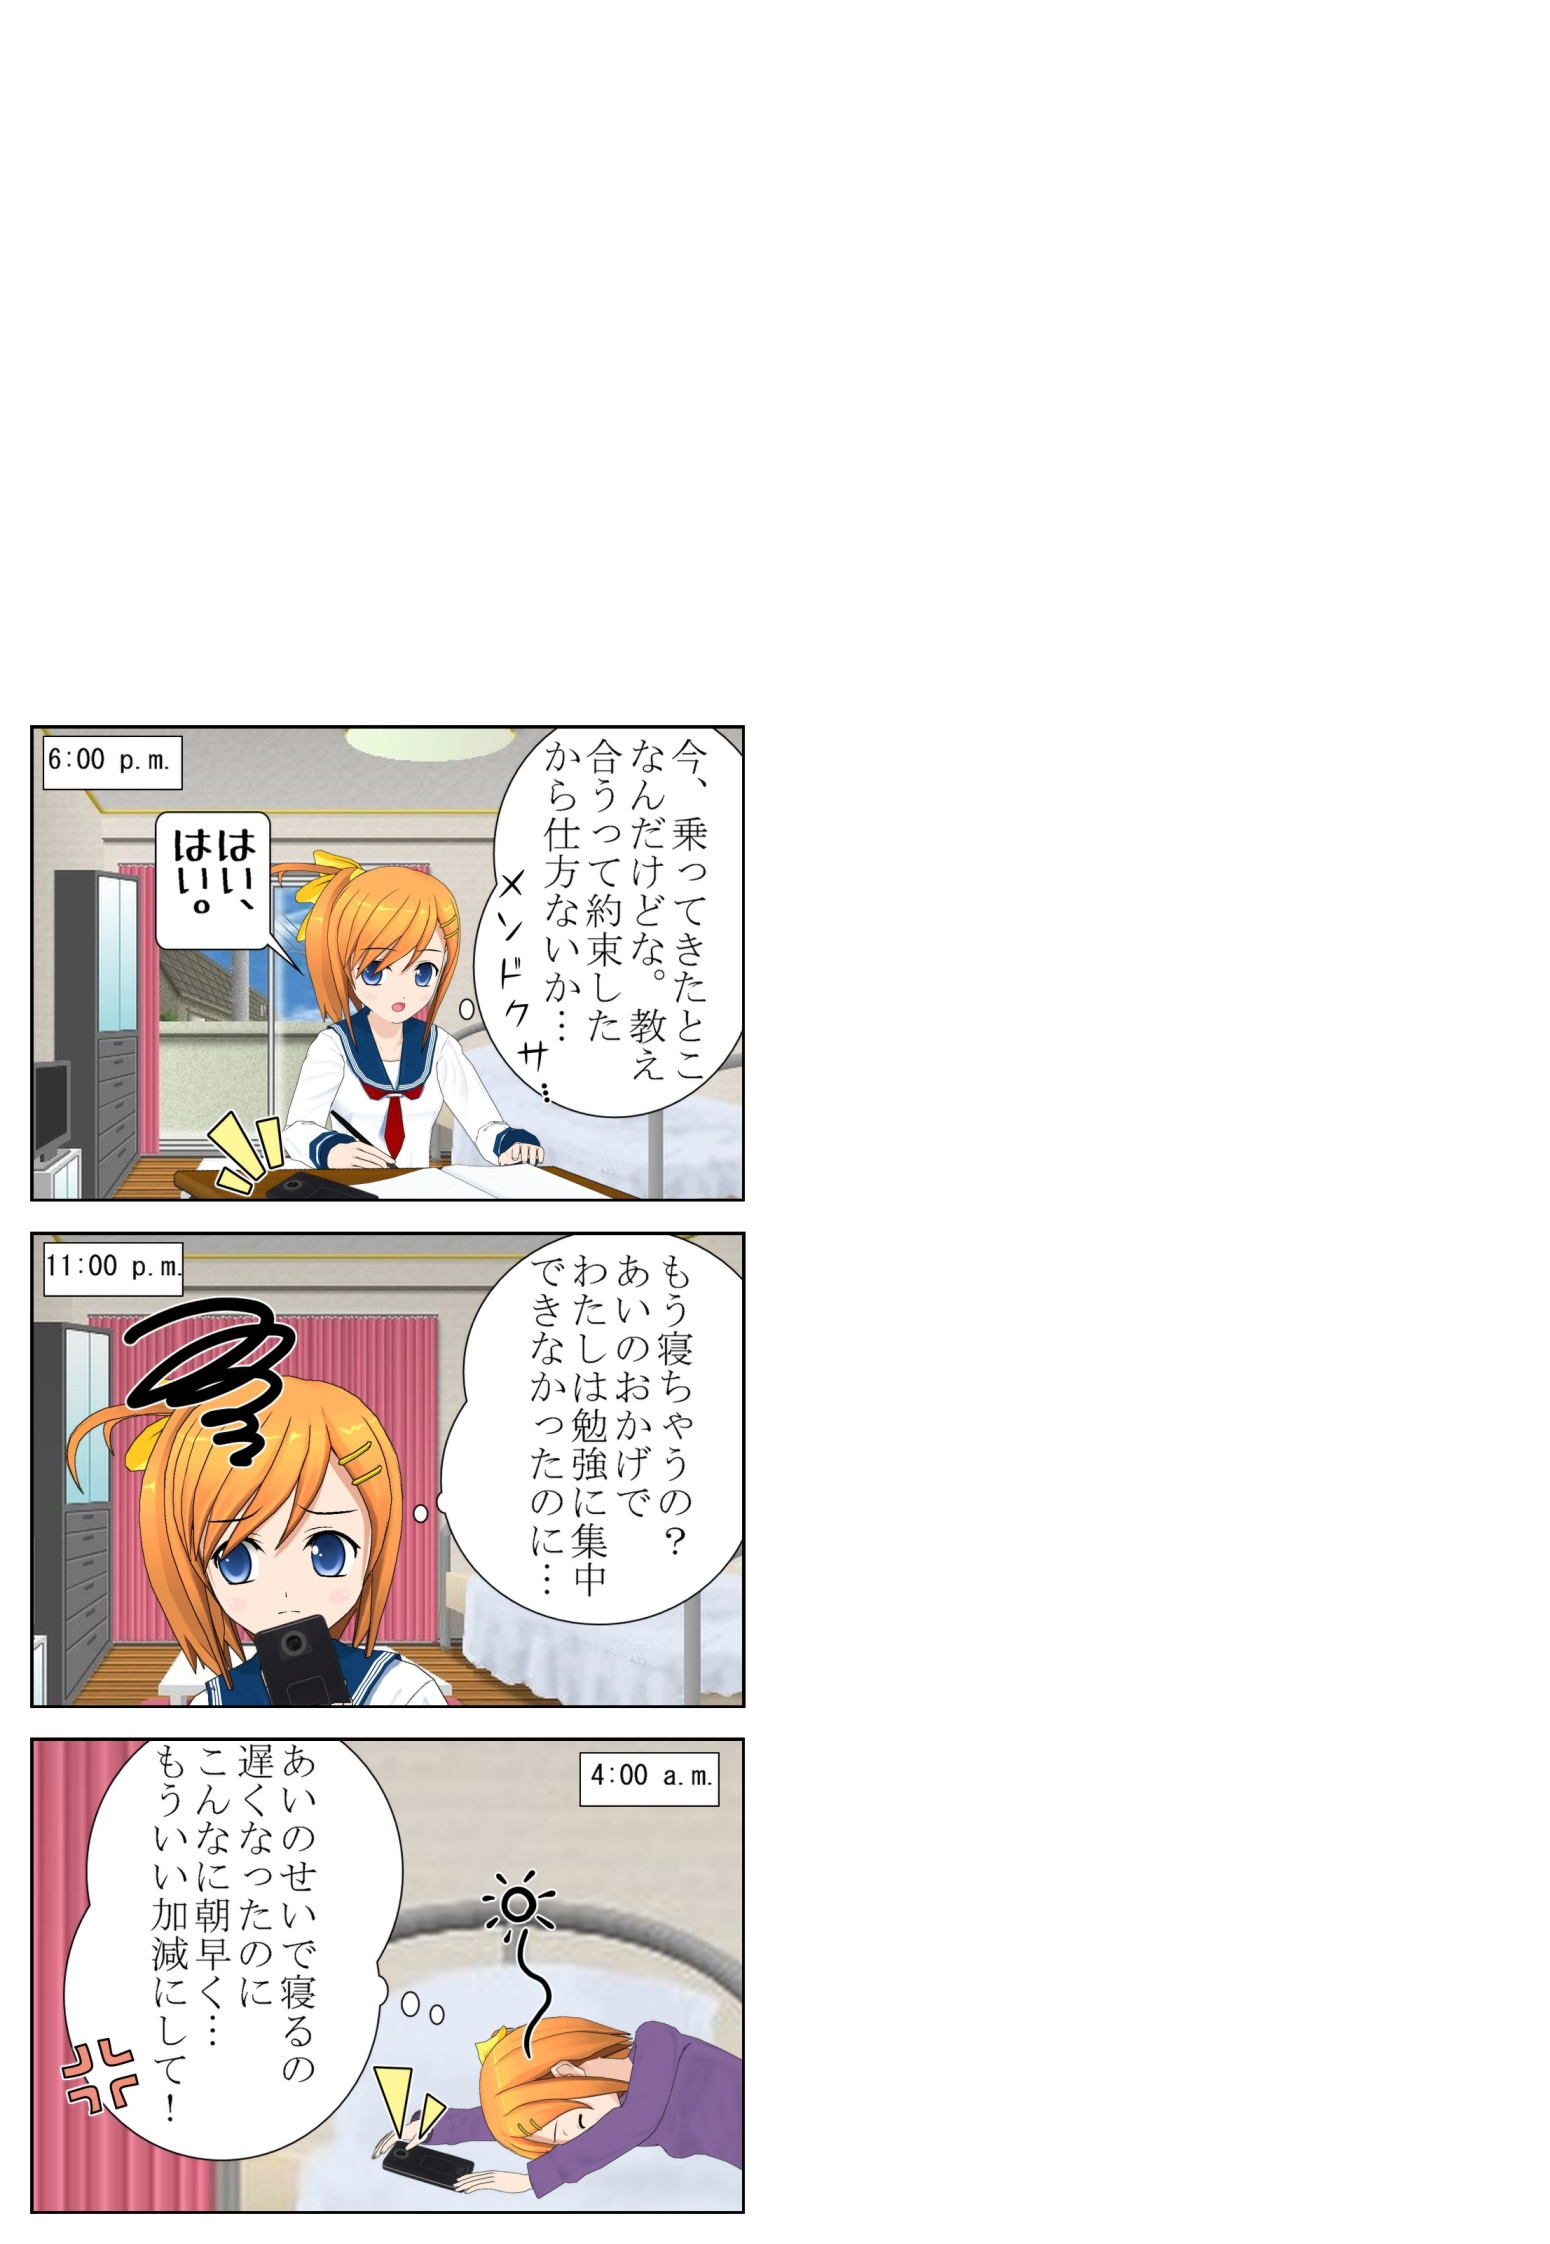 6:00 p.m.
今、乗ってきたとこ
なんだけどな。教え
合うって約束した
から仕方ないか…
メンドクサ…
はい、
はい。
11:00 p.m.
もう寝ちゃうの？
あいのおかげで
わたしは勉強に集中
できなかったのに…
4:00 a.m.
あいのせいで寝るの
遅くなったのに
こんなに朝早く…
もういい加減にして！